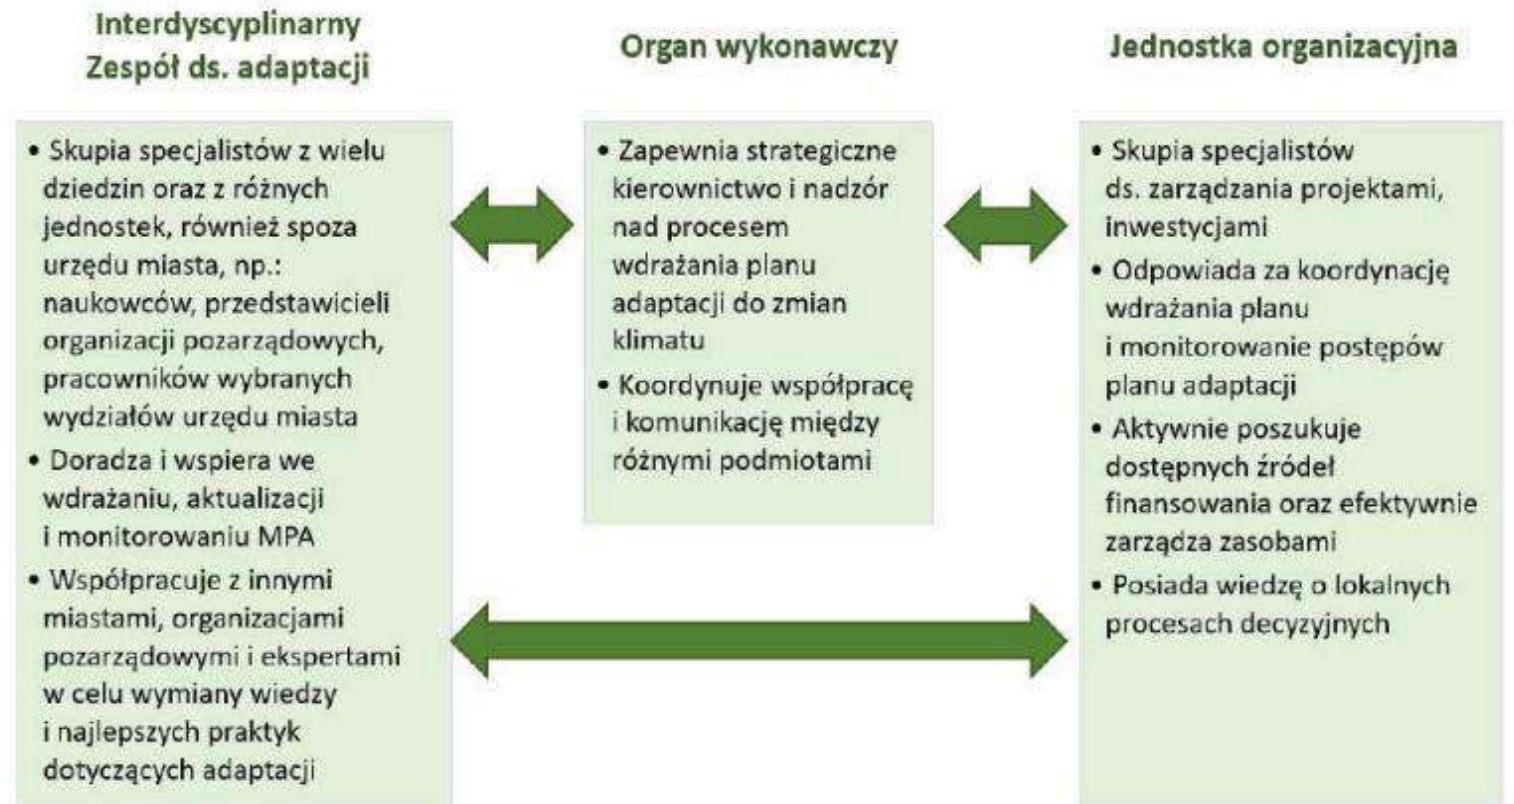 Interdyscyplinarny
Zespół ds. adaptacji
• Skupia specjalistów z wielu
dziedzin oraz z różnych
jednostek, również spoza
urzędu miasta, np.:
naukowców, przedstawicieli
organizacji pozarządowych,
pracowników wybranych
wydziałów urzędu miasta
• Doradza i wspiera we
wdrażaniu, aktualizacji
i monitorowaniu MPA
• Współpracuje z innymi
miastami, organizacjami
pozarządowymi i ekspertami
w celu wymiany wiedzy
i najlepszych praktyk
dotyczących adaptacji
Organ wykonawczy
• Zapewnia strategiczne
kierownictwo i nadzór
nad procesem
wdrażania planu
adaptacji do zmian
klimatu
• Koordynuje współpracę
i komunikację między
różnymi podmiotami
Jednostka organizacyjna
• Skupia specjalistów
ds. zarządzania projektami,
inwestycjami
• Odpowiada za koordynację
wdrażania planu
i monitorowanie postępów
planu adaptacji
• Aktywnie poszukuje
dostępnych źródeł
finansowania oraz efektywnie
zarządza zasobami
• Posiada wiedzę o lokalnych
procesach decyzyjnych